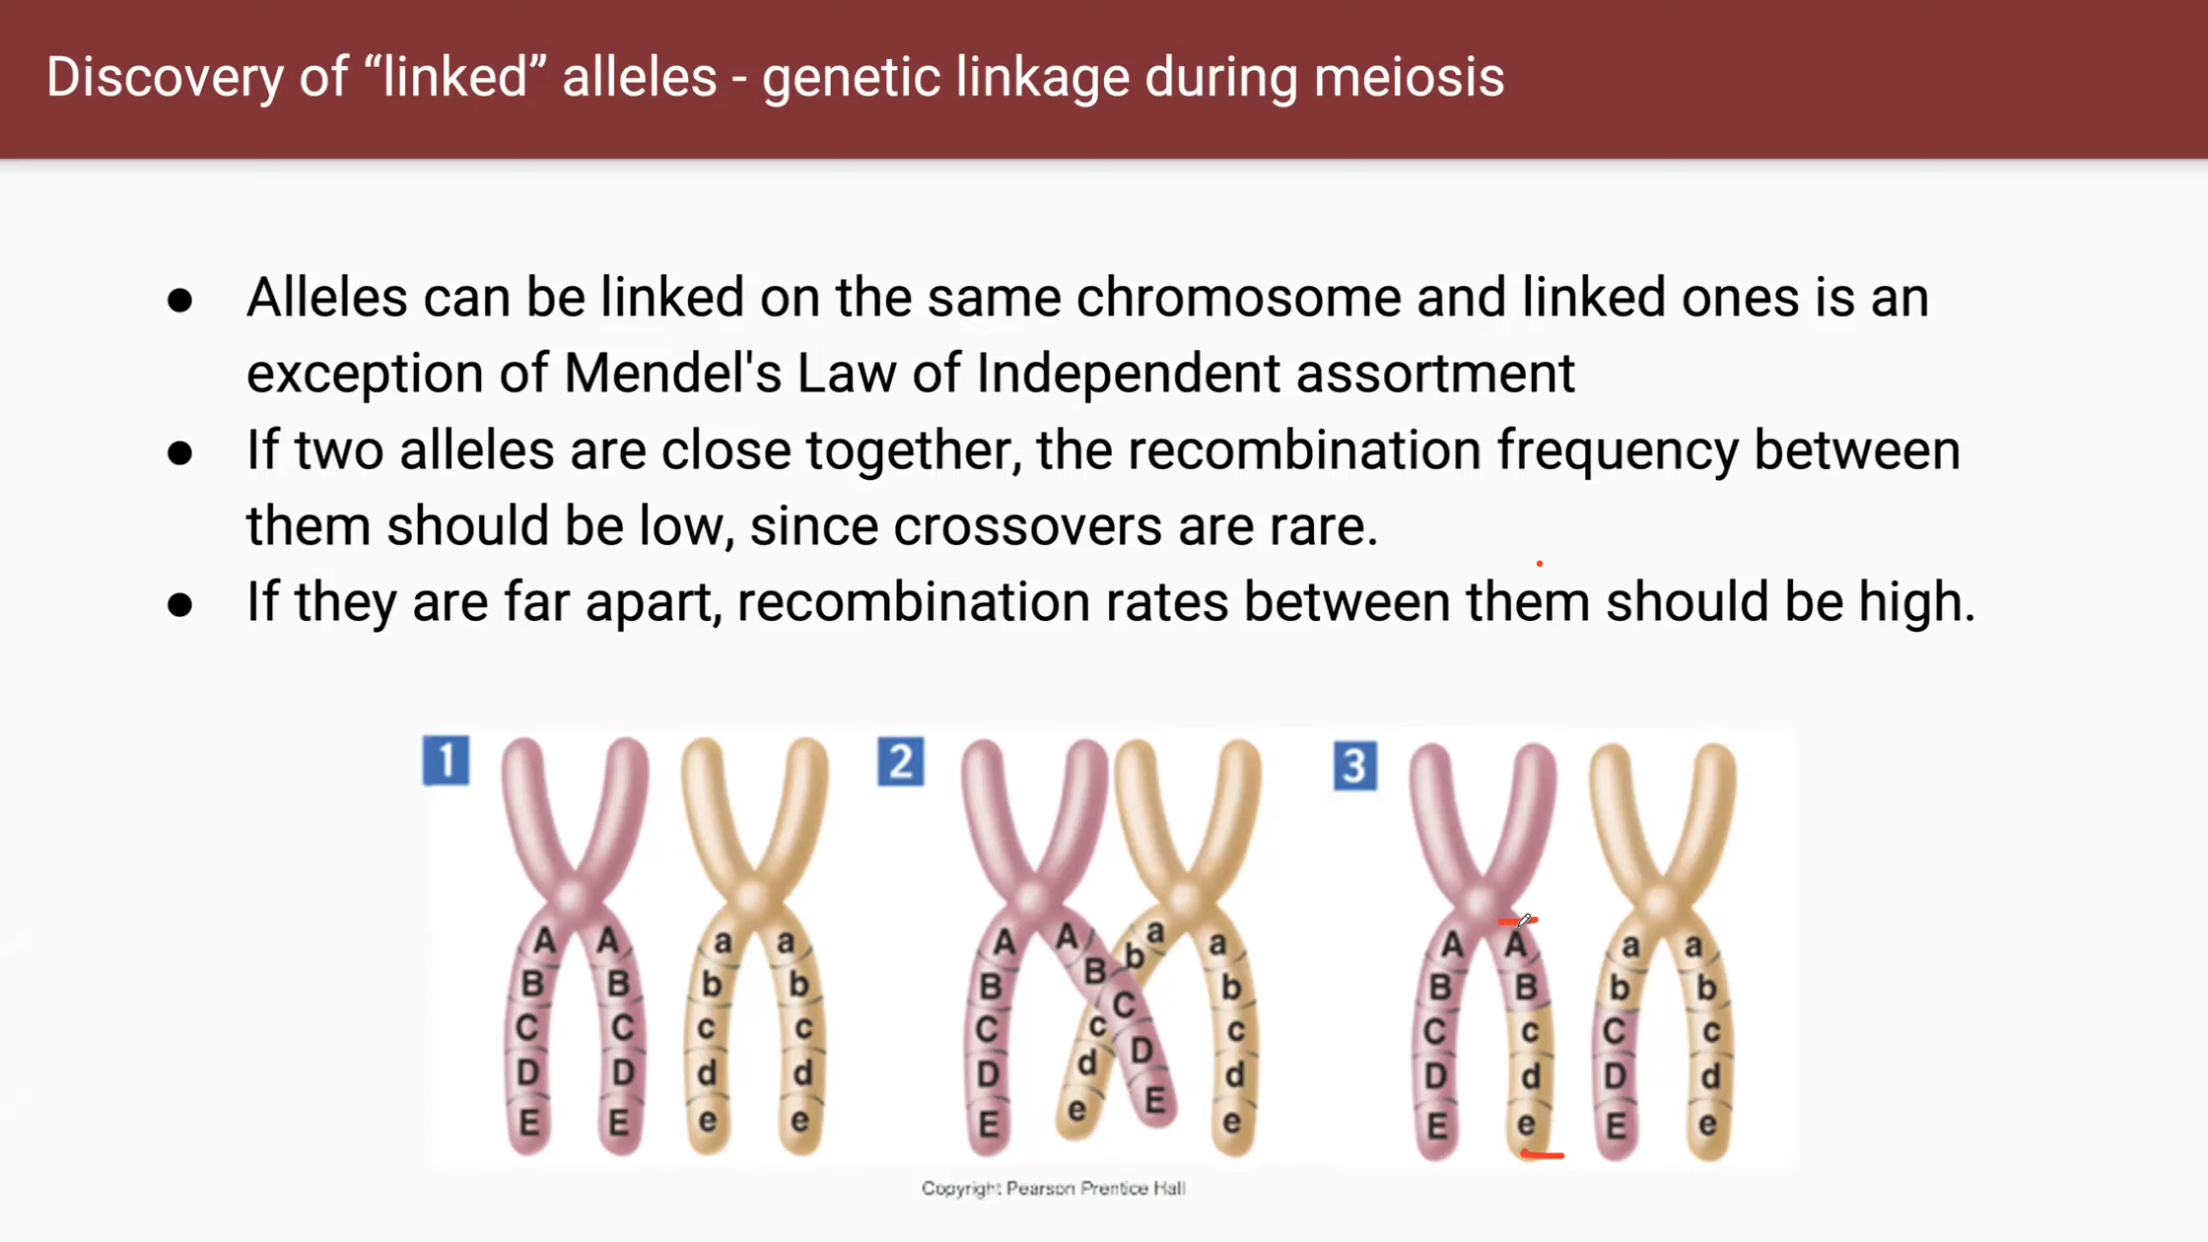 Discovery of “linked” alleles - genetic linkage during meiosis
● Alleles can be linked on the same chromosome and linked ones is an
exception of Mendel's Law of Independent assortment
● If two alleles are close together, the recombination frequency between
them should be low, since crossovers are rare.
● If they are far apart, recombination rates between them should be high.
1 2 3
A A a a A A a a A A a a
B B b b B B b b B B b b
C C c c C c C c C c C c
D D d d D d D d D d D d
E E e e E e E e E e E e
Copyright Pearson Prentice Hall